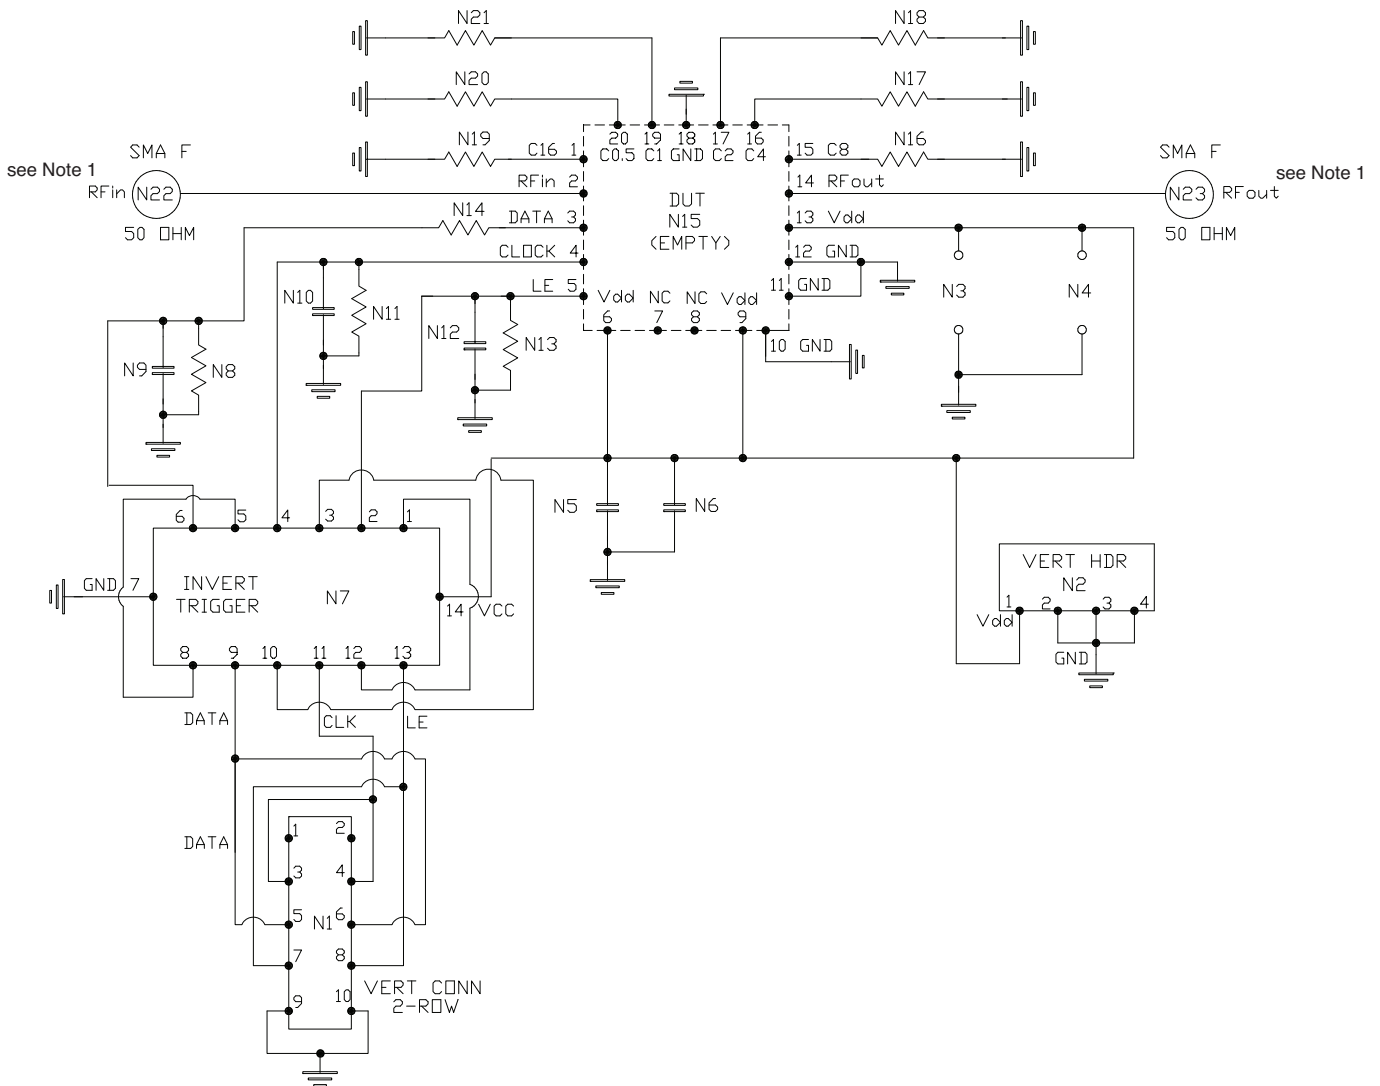 N21
N18
N20
N17
N19
C16 1
20 19 18 17 16
C0.5 C1 GND C2 C4
15 C8
N16
SMA F
SMA F
see Note 1
see Note 1
RFin N22
RFin 2
14 RFout
N23 RFout
50 OHM
50 OHM
N14
DATA 3
DUT
N15
(EMPTY)
13 Vdd
CLOCK 4
12 GND
LE 5
11 GND
N10
N11
N12
N13
Vdd NC NC Vdd
6 7 8 9
10 GND
N3
N4
N9
N8
6 5 4 3 2 1
N5
N6
GND 7
INVERT
TRIGGER
N7
14 VCC
VERT HDR
N2
1 2 3 4
Vdd
GND
8 9 10 11 12 13
DATA
CLK
LE
DATA
1 2
3 4
5 N1 6
7 8
9 10
VERT CONN
2-ROW